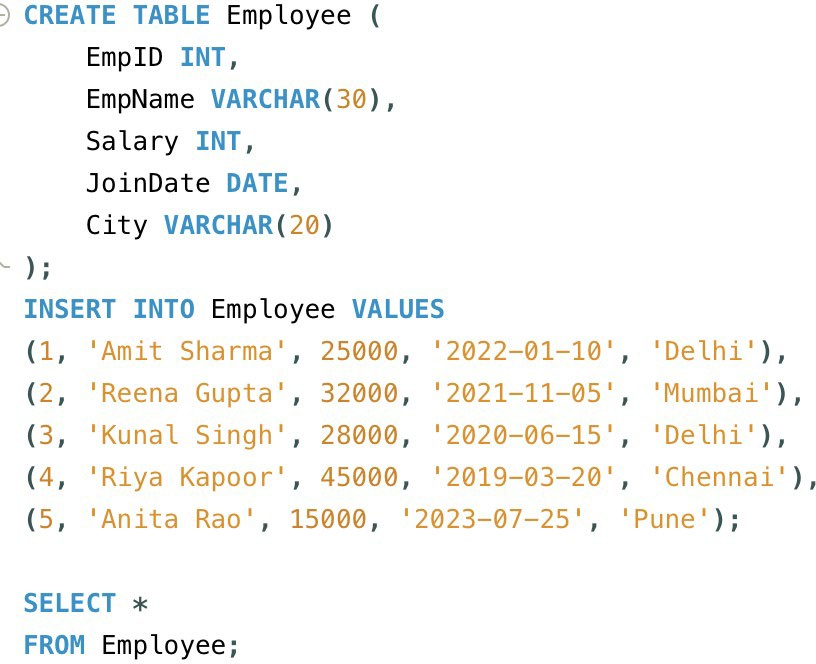 CREATE TABLE Employee (
    EmpID INT,
    EmpName VARCHAR(30),
    Salary INT,
    JoinDate DATE,
    City VARCHAR(20)
);
INSERT INTO Employee VALUES
(1, 'Amit Sharma', 25000, '2022-01-10', 'Delhi'),
(2, 'Reena Gupta', 32000, '2021-11-05', 'Mumbai'),
(3, 'Kunal Singh', 28000, '2020-06-15', 'Delhi'),
(4, 'Riya Kapoor', 45000, '2019-03-20', 'Chennai'),
(5, 'Anita Rao', 15000, '2023-07-25', 'Pune');
SELECT *
FROM Employee;